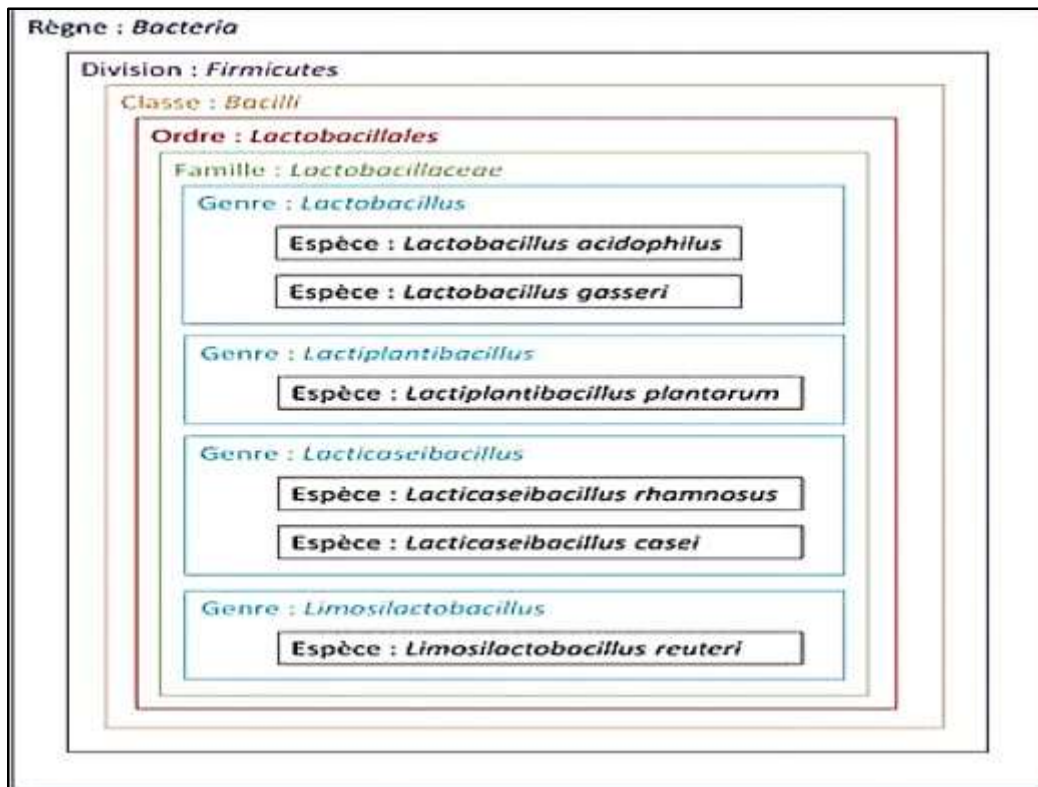 Règne : Bacteria
Division : Firmicutes
Classe : Bacilli
Ordre : Lactobacillales
Famille : Lactobacillaceae
Genre : Lactobacillus
Espèce : Lactobacillus acidophilus
Espèce : Lactobacillus gasseri
Genre : Lactiplantibacillus
Espèce : Lactiplantibacillus plantarum
Genre : Lacticaseibacillus
Espèce : Lacticaseibacillus rhamnosus
Espèce : Lacticaseibacillus casei
Genre : Limosilactobacillus
Espèce : Limosilactobacillus reuteri